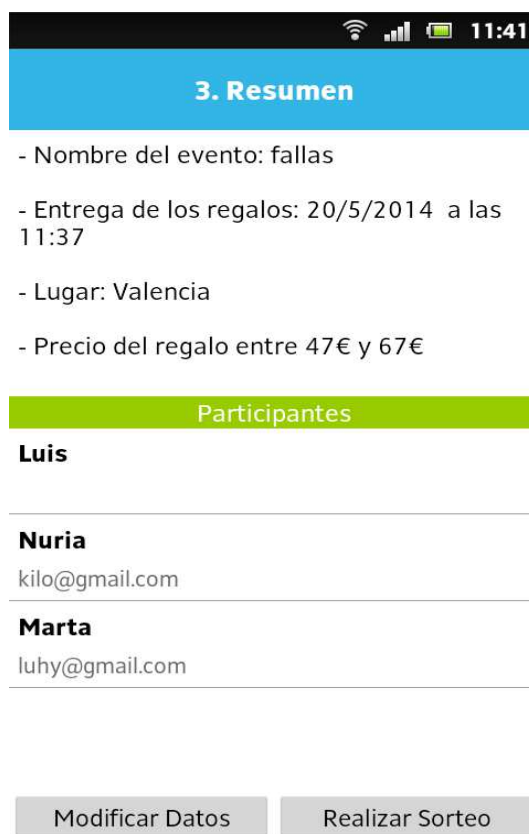 11:41
3. Resumen
- Nombre del evento: fallas
- Entrega de los regalos: 20/5/2014  a las
11:37
- Lugar: Valencia
- Precio del regalo entre 47€ y 67€
Participantes
Luis
Nuria
kilo@gmail.com
Marta
luhy@gmail.com
Modificar Datos
Realizar Sorteo